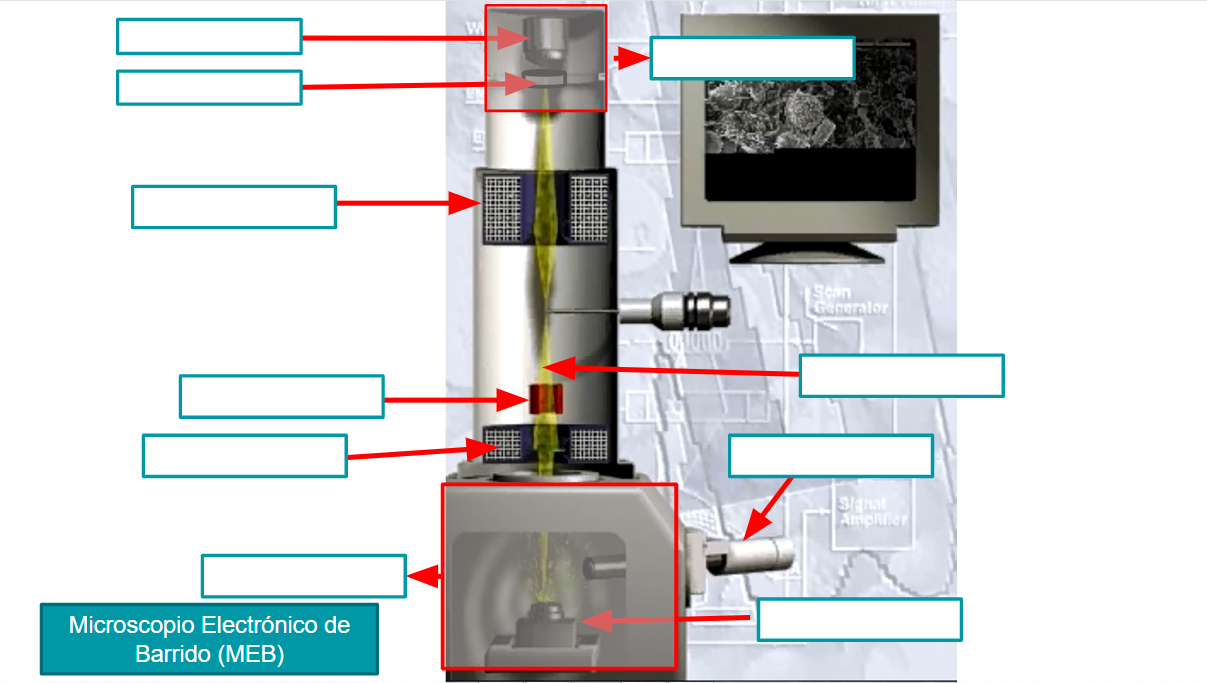 Scan
Generator
Signal
Amplifier
Microscopio Electrónico de
Barrido (MEB)